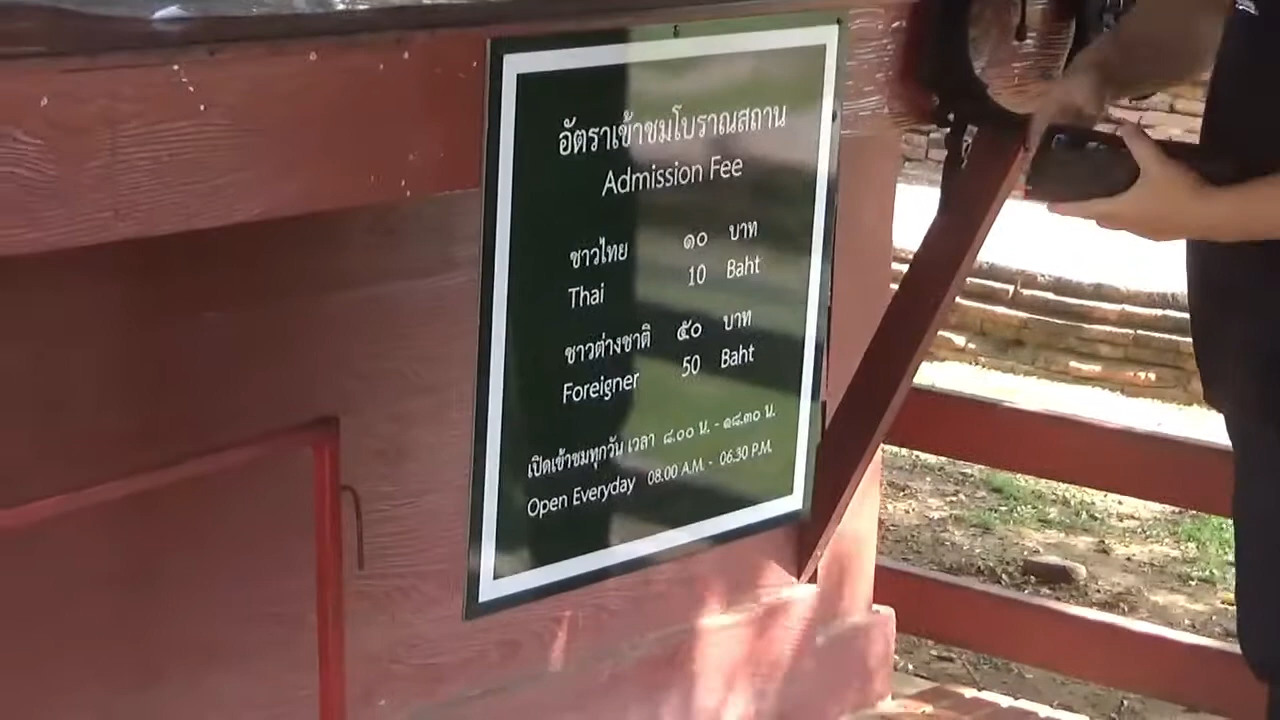 อัตราเข้าชมโบราณสถาน
Admission Fee
ชาวไทย ๑๐ บาท
Thai 10 Baht
ชาวต่างชาติ ๕๐ บาท
Foreigner 50 Baht
เปิดเข้าชมทุกวัน เวลา ๘.๐๐ น. - ๑๘.๓๐ น.
Open Everyday 08.00 A.M. - 06.30 P.M.